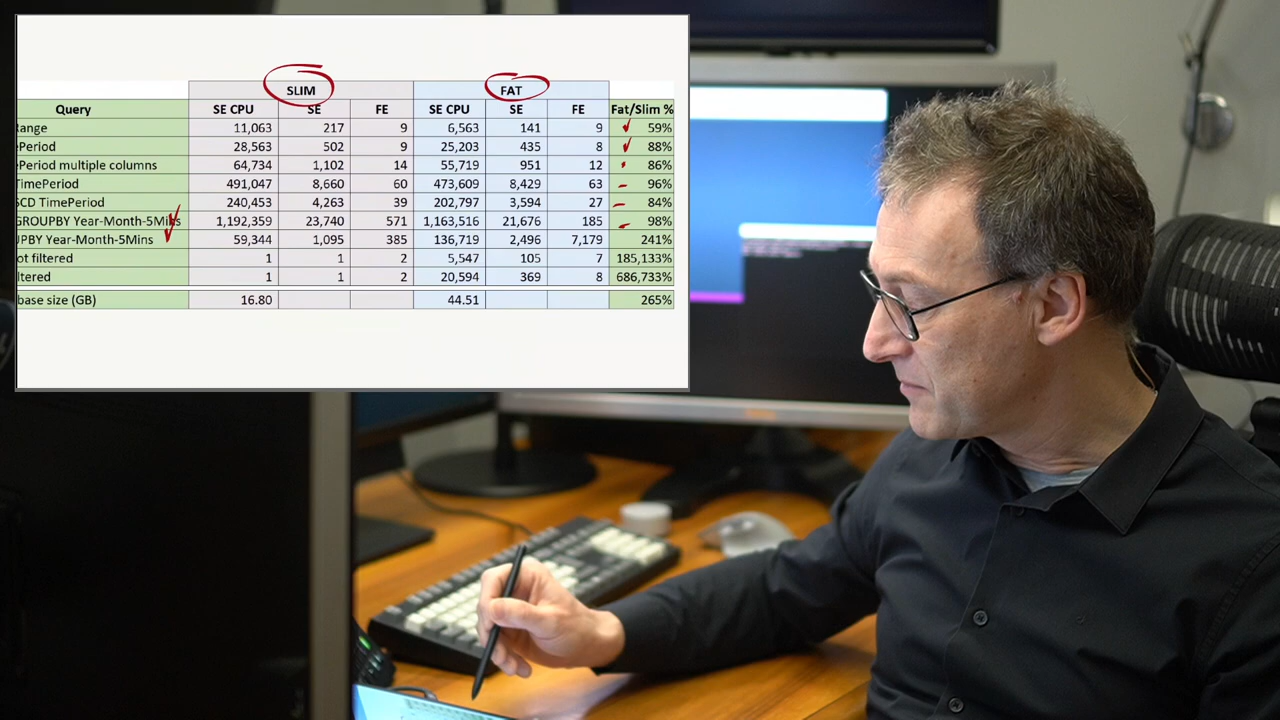 SLIM FAT
Query SE CPU SE FE SE CPU SE FE Fat/Slim %
11,063 217 9 6,563 141 9 59%
Period 28,563 502 9 25,203 435 8 88%
Period multiple columns 64,734 1,102 14 55,719 951 12 86%
TimePeriod 491,047 8,660 60 473,609 8,429 63 96%
SCD TimePeriod 240,453 4,263 39 202,797 3,594 27 84%
GROUPBY Year-Month-5Mins 1,192,359 23,740 571 1,163,516 21,676 185 98%
UPBY Year-Month-5Mins 59,344 1,095 385 136,719 2,496 7,179 241%
ot filtered 1 1 2 5,547 105 7 185,133%
ltered 1 1 2 20,594 369 8 686,733%
base size (GB) 16.80 44.51 265%